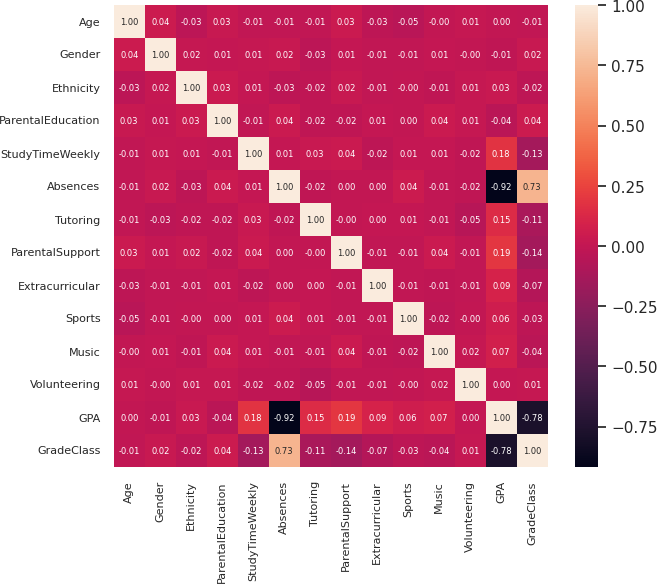 Age 1.00 0.04 -0.03 0.03 -0.01 -0.01 -0.01 0.03 -0.03 -0.05 -0.00 0.01 0.00 -0.01
Gender 0.04 1.00 0.02 0.01 0.01 0.02 -0.03 0.01 -0.01 -0.01 0.01 -0.00 -0.01 0.02
Ethnicity -0.03 0.02 1.00 0.03 0.01 -0.03 -0.02 0.02 -0.01 -0.00 -0.01 0.01 0.03 -0.02
ParentalEducation 0.03 0.01 0.03 1.00 -0.01 0.04 -0.02 -0.02 0.01 0.00 0.04 0.01 -0.04 0.04
StudyTimeWeekly -0.01 0.01 0.01 -0.01 1.00 0.01 0.03 0.04 -0.02 0.01 0.01 -0.02 0.18 -0.13
Absences -0.01 0.02 -0.03 0.04 0.01 1.00 -0.02 0.00 0.00 0.04 -0.01 -0.02 -0.92 0.73
Tutoring -0.01 -0.03 -0.02 -0.02 0.03 -0.02 1.00 -0.00 0.00 0.01 -0.01 -0.05 0.15 -0.11
ParentalSupport 0.03 0.01 0.02 -0.02 0.04 0.00 -0.00 1.00 -0.01 -0.01 0.04 -0.01 0.19 -0.14
Extracurricular -0.03 -0.01 -0.01 0.01 -0.02 0.00 0.00 -0.01 1.00 -0.01 -0.01 -0.01 0.09 -0.07
Sports -0.05 -0.01 -0.00 0.00 0.01 0.04 0.01 -0.01 -0.01 1.00 -0.02 -0.00 0.06 -0.03
Music -0.00 0.01 -0.01 0.04 0.01 -0.01 -0.01 0.04 -0.01 -0.02 1.00 0.02 0.07 -0.04
Volunteering 0.01 -0.00 0.01 0.01 -0.02 -0.02 -0.05 -0.01 -0.01 -0.00 0.02 1.00 0.00 0.01
GPA 0.00 -0.01 0.03 -0.04 0.18 -0.92 0.15 0.19 0.09 0.06 0.07 0.00 1.00 -0.78
GradeClass -0.01 0.02 -0.02 0.04 -0.13 0.73 -0.11 -0.14 -0.07 -0.03 -0.04 0.01 -0.78 1.00
Age
Gender
Ethnicity
ParentalEducation
StudyTimeWeekly
Absences
Tutoring
ParentalSupport
Extracurricular
Sports
Music
Volunteering
GPA
GradeClass
1.00
0.75
0.50
0.25
0.00
−0.25
−0.50
−0.75